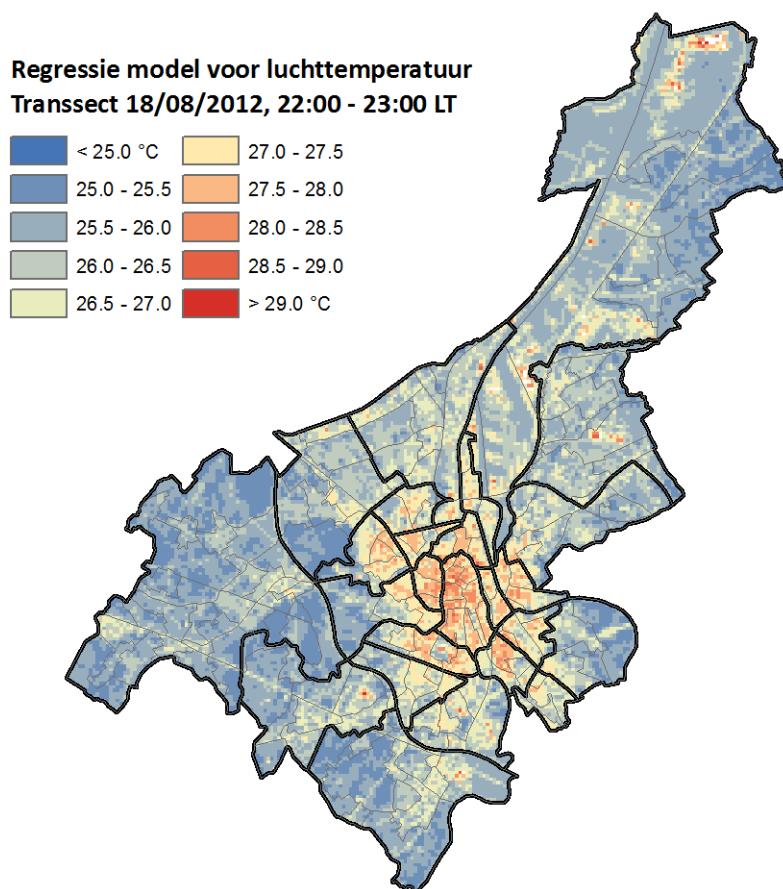 Regressie model voor luchttemperatuur
Transsect 18/08/2012, 22:00 - 23:00 LT
< 25.0 °C 27.0 - 27.5
25.0 - 25.5 27.5 - 28.0
25.5 - 26.0 28.0 - 28.5
26.0 - 26.5 28.5 - 29.0
26.5 - 27.0 > 29.0 °C